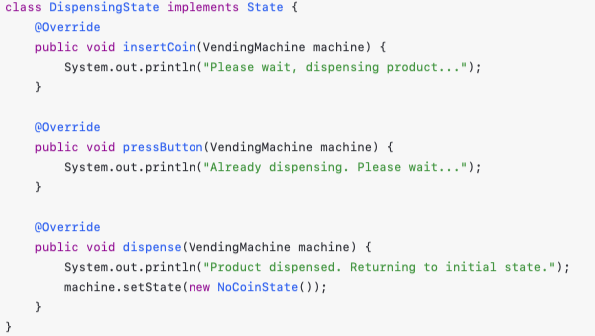 class DispensingState implements State {
    @Override
    public void insertCoin(VendingMachine machine) {
        System.out.println("Please wait, dispensing product...");
    }

    @Override
    public void pressButton(VendingMachine machine) {
        System.out.println("Already dispensing. Please wait...");
    }

    @Override
    public void dispense(VendingMachine machine) {
        System.out.println("Product dispensed. Returning to initial state.");
        machine.setState(new NoCoinState());
    }
}